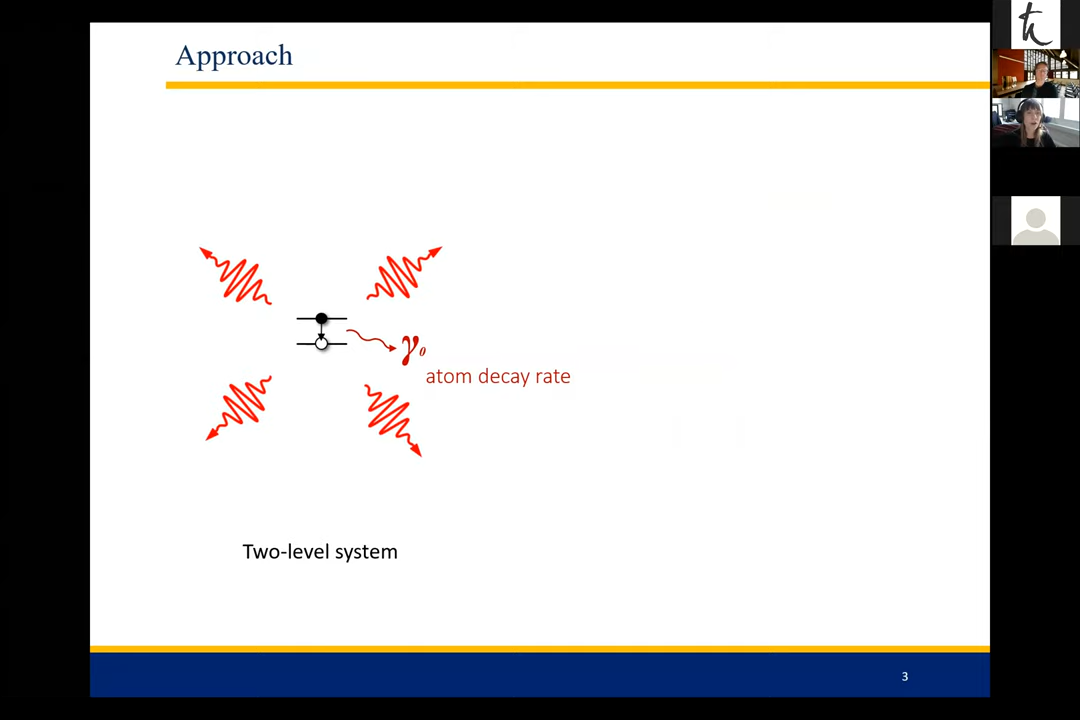 Approach
γ₀
atom decay rate
Two-level system
3